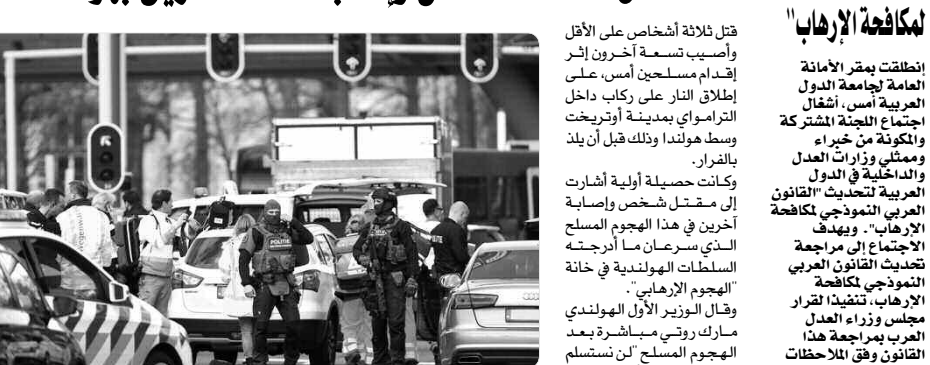 لمكافحة الإرهاب"
إنطلقت بمقر الأمانة
العامة لجامعة الدول
العربية أمس، أشغال
اجتماع اللجنة المشتركة
والمكونة من خبراء
وممثلي وزارات العدل
والداخلية في الدول
العربية لتحديث "القانون
العربي النموذجي لمكافحة
الإرهاب". ويهدف
الاجتماع إلى مراجعة
تحديث القانون العربي
النموذجي لمكافحة
الإرهاب، تنفيذا لقرار
مجلس وزراء العدل
العرب بمراجعة هذا
القانون وفق الملاحظات
قتل ثلاثة أشخاص على الأقل
وأصيب تسعة آخرون إثر
إقدام مسلحين أمس، على
إطلاق النار على ركاب داخل
الترامواي بمدينة أوتريخت
وسط هولندا وذلك قبل أن يلذ
بالفرار.
وكانت حصيلة أولية أشارت
إلى مقتل شخص وإصابة
آخرين في هذا الهجوم المسلح
الذي سرعان ما أدرجته
السلطات الهولندية في خانة
"الهجوم الإرهابي".
وقال الوزير الأول الهولندي
مارك روتي مباشرة بعد
الهجوم المسلح "لن نستسلم
POLITIE